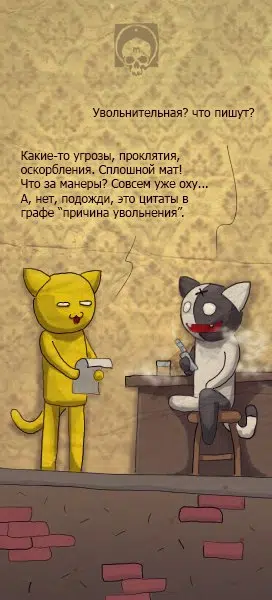 Увольнительная? что пишут?
Какие-то угрозы, проклятия,
оскорбления. Сплошной мат!
Что за манеры? Совсем уже оху...
А, нет, подожди, это цитаты в
графе “причина увольнения”.